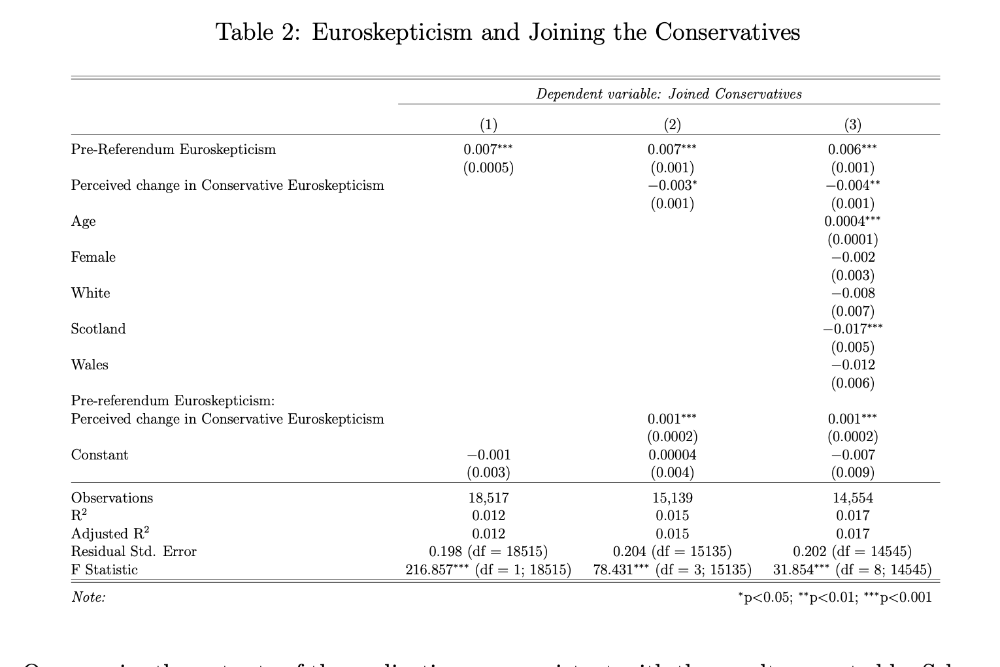 Table 2: Euroskepticism and Joining the Conservatives
Dependent variable: Joined Conservatives
(1) (2) (3)
Pre-Referendum Euroskepticism 0.007*** 0.007*** 0.006***
(0.0005) (0.001) (0.001)
Perceived change in Conservative Euroskepticism −0.003* −0.004**
(0.001) (0.001)
Age 0.0004***
(0.0001)
Female −0.002
(0.003)
White −0.008
(0.007)
Scotland −0.017***
(0.005)
Wales −0.012
(0.006)
Pre-referendum Euroskepticism:
Perceived change in Conservative Euroskepticism 0.001*** 0.001***
(0.0002) (0.0002)
Constant −0.001 0.00004 −0.007
(0.003) (0.004) (0.009)
Observations 18,517 15,139 14,554
R² 0.012 0.015 0.017
Adjusted R² 0.012 0.015 0.017
Residual Std. Error 0.198 (df = 18515) 0.204 (df = 15135) 0.202 (df = 14545)
F Statistic 216.857*** (df = 1; 18515) 78.431*** (df = 3; 15135) 31.854*** (df = 8; 14545)
Note: *p<0.05; **p<0.01; ***p<0.001